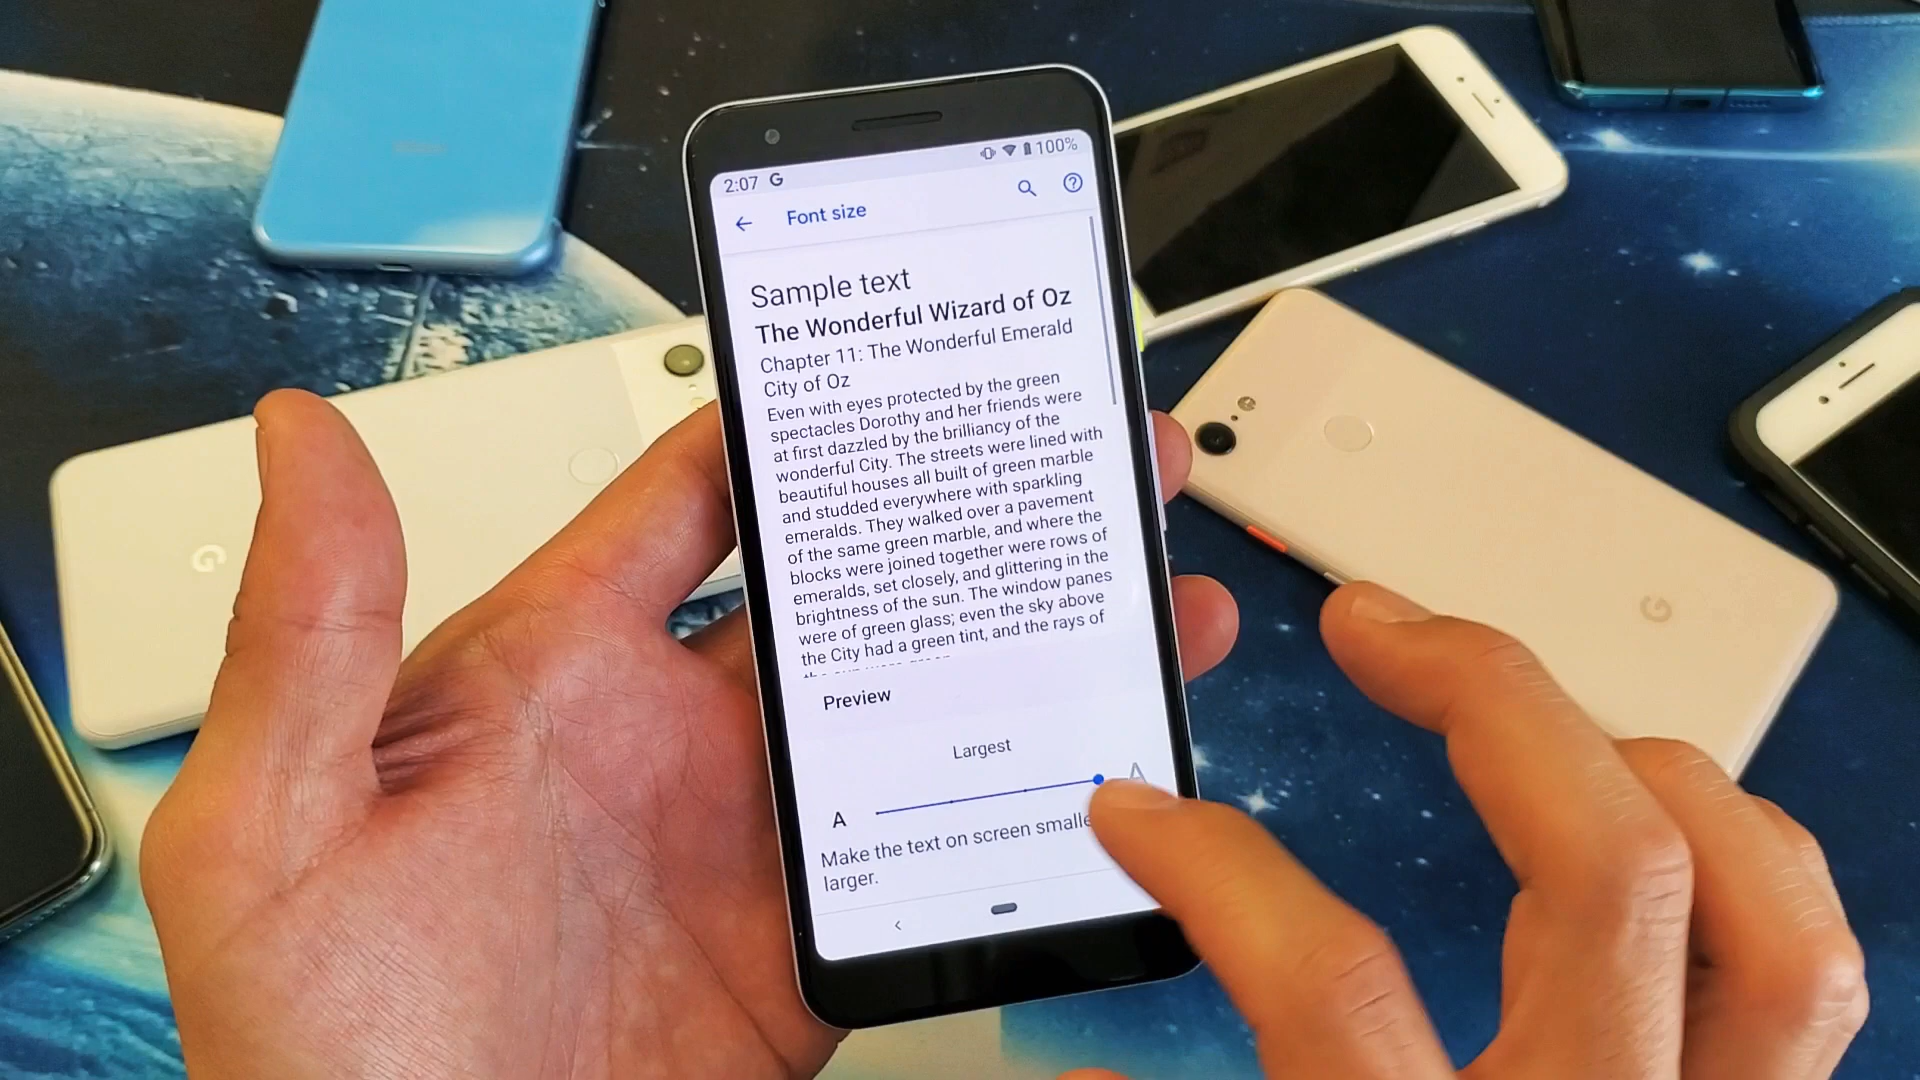 2:07 G 100%
Font size
Sample text
The Wonderful Wizard of Oz
Chapter 11: The Wonderful Emerald
City of Oz
Even with eyes protected by the green
spectacles Dorothy and her friends were
at first dazzled by the brilliancy of the
wonderful City. The streets were lined with
beautiful houses all built of green marble
and studded everywhere with sparkling
emeralds. They walked over a pavement
of the same green marble, and where the
blocks were joined together were rows of
emeralds, set closely, and glittering in the
brightness of the sun. The window panes
were of green glass; even the sky above
the City had a green tint, and the rays of
Preview
Largest
A A
Make the text on screen smalle
larger.
G
G